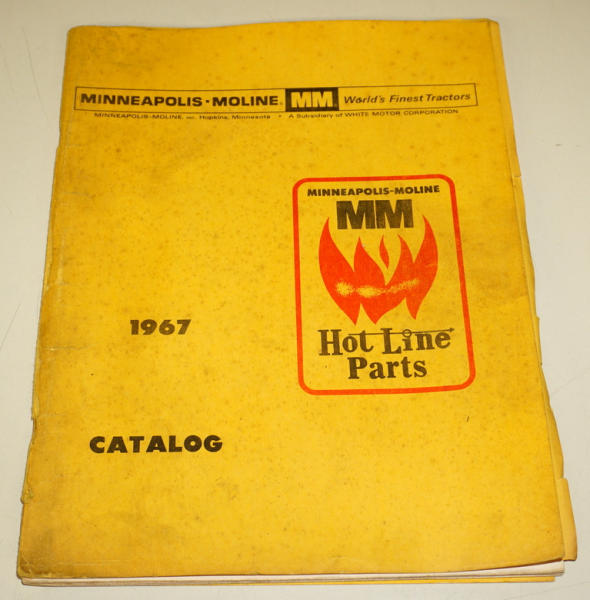 MINNEAPOLIS-MOLINE. MM World's Finest Tractors
MINNEAPOLIS-MOLINE, INC. Hopkins, Minnesota • A Subsidiary of WHITE MOTOR CORPORATION
MINNEAPOLIS-MOLINE
MM
Hot Line
Parts
1967
CATALOG